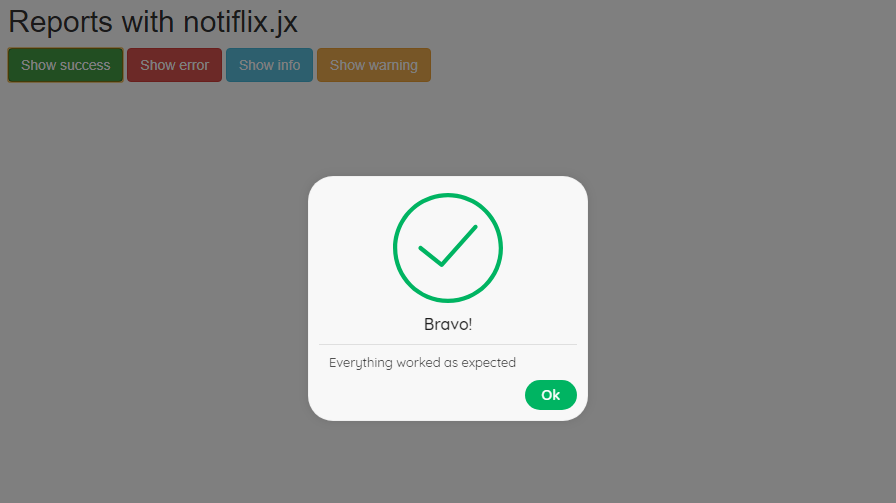 Reports with notiflix.jx
Show success Show error Show info Show warning
Bravo!
Everything worked as expected
Ok